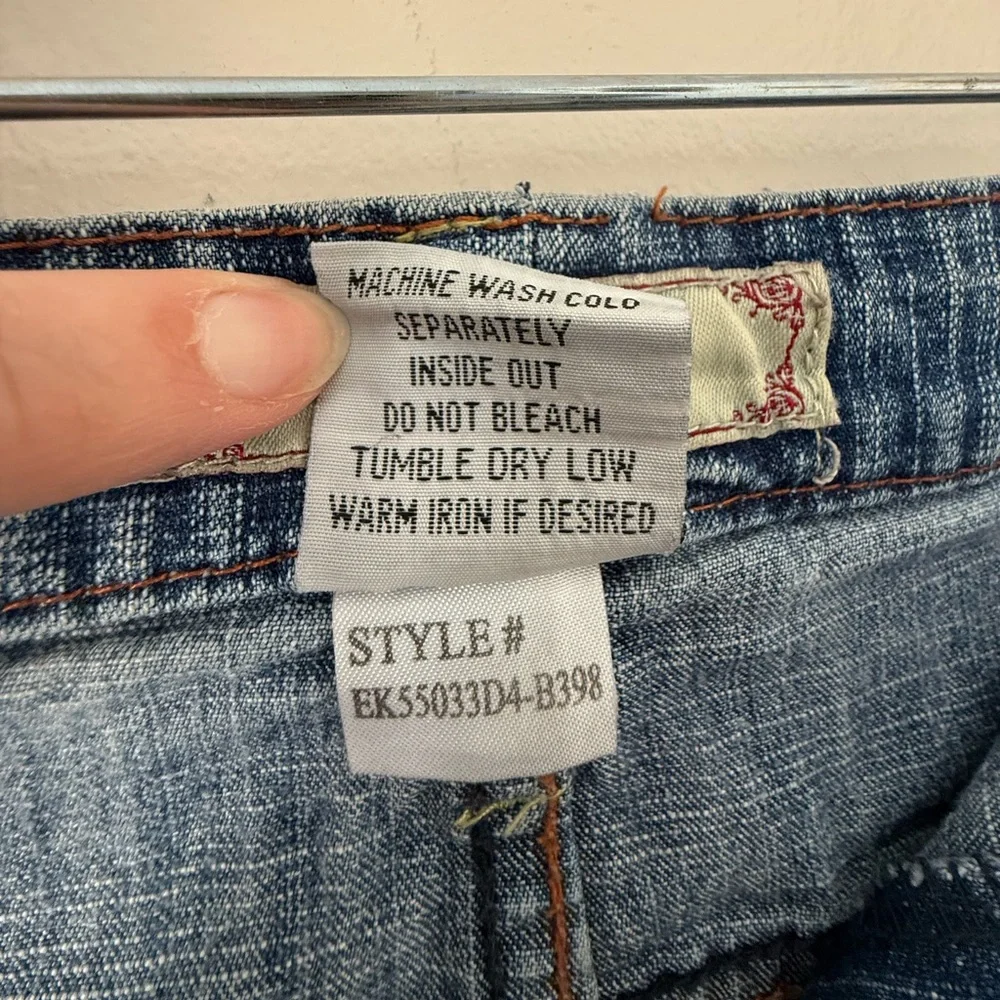 MACHINE WASH COLD
SEPARATELY
INSIDE OUT
DO NOT BLEACH
TUMBLE DRY LOW
WARM IRON IF DESIRED
STYLE#
EK55033D4-B398